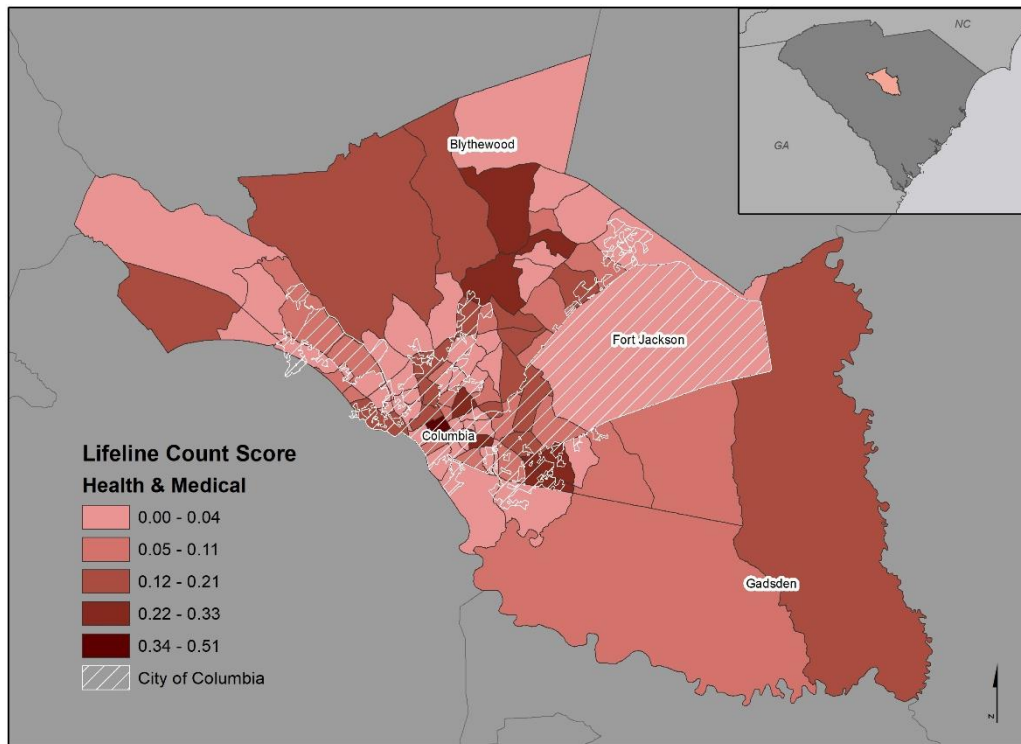 NC
GA
Blythewood
Fort Jackson
Columbia
Gadsden
Lifeline Count Score
Health & Medical
0.00 - 0.04
0.05 - 0.11
0.12 - 0.21
0.22 - 0.33
0.34 - 0.51
City of Columbia
N